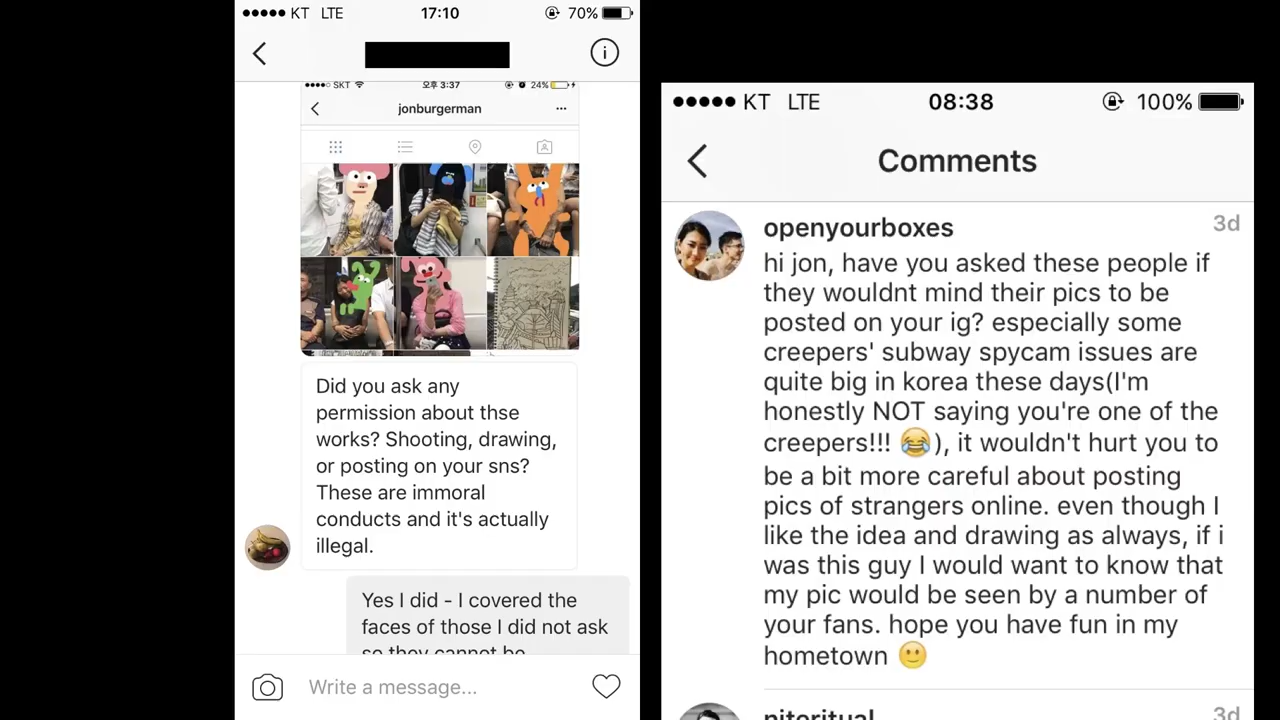 KT LTE 17:10 70%
SKT 오후 3:37 24%
jonburgerman
Did you ask any
permission about thse
works? Shooting, drawing,
or posting on your sns?
These are immoral
conducts and it's actually
illegal.
Yes I did - I covered the
faces of those I did not ask
so they cannot be
Write a message...
KT LTE 08:38 100%
Comments
openyourboxes 3d
hi jon, have you asked these people if
they wouldnt mind their pics to be
posted on your ig? especially some
creepers' subway spycam issues are
quite big in korea these days(I'm
honestly NOT saying you're one of the
creepers!!! 😂), it wouldn't hurt you to
be a bit more careful about posting
pics of strangers online. even though I
like the idea and drawing as always, if i
was this guy I would want to know that
my pic would be seen by a number of
your fans. hope you have fun in my
hometown 🙂
niteritual 3d